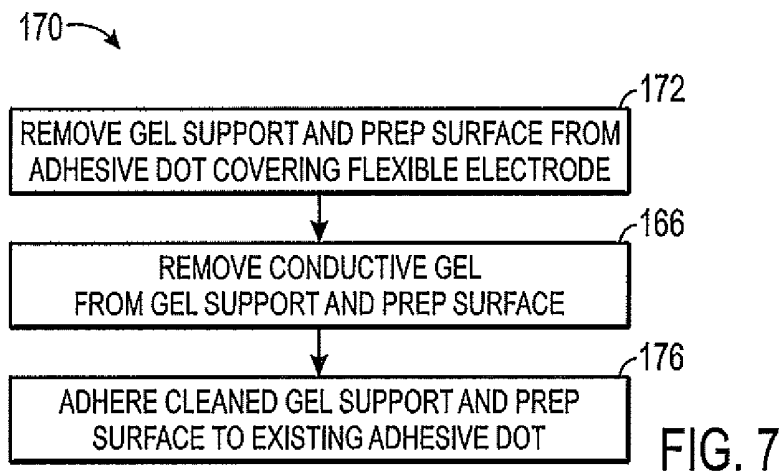 170
172
REMOVE GEL SUPPORT AND PREP SURFACE FROM
ADHESIVE DOT COVERING FLEXIBLE ELECTRODE
166
REMOVE CONDUCTIVE GEL
FROM GEL SUPPORT AND PREP SURFACE
176
ADHERE CLEANED GEL SUPPORT AND PREP
SURFACE TO EXISTING ADHESIVE DOT
FIG. 7